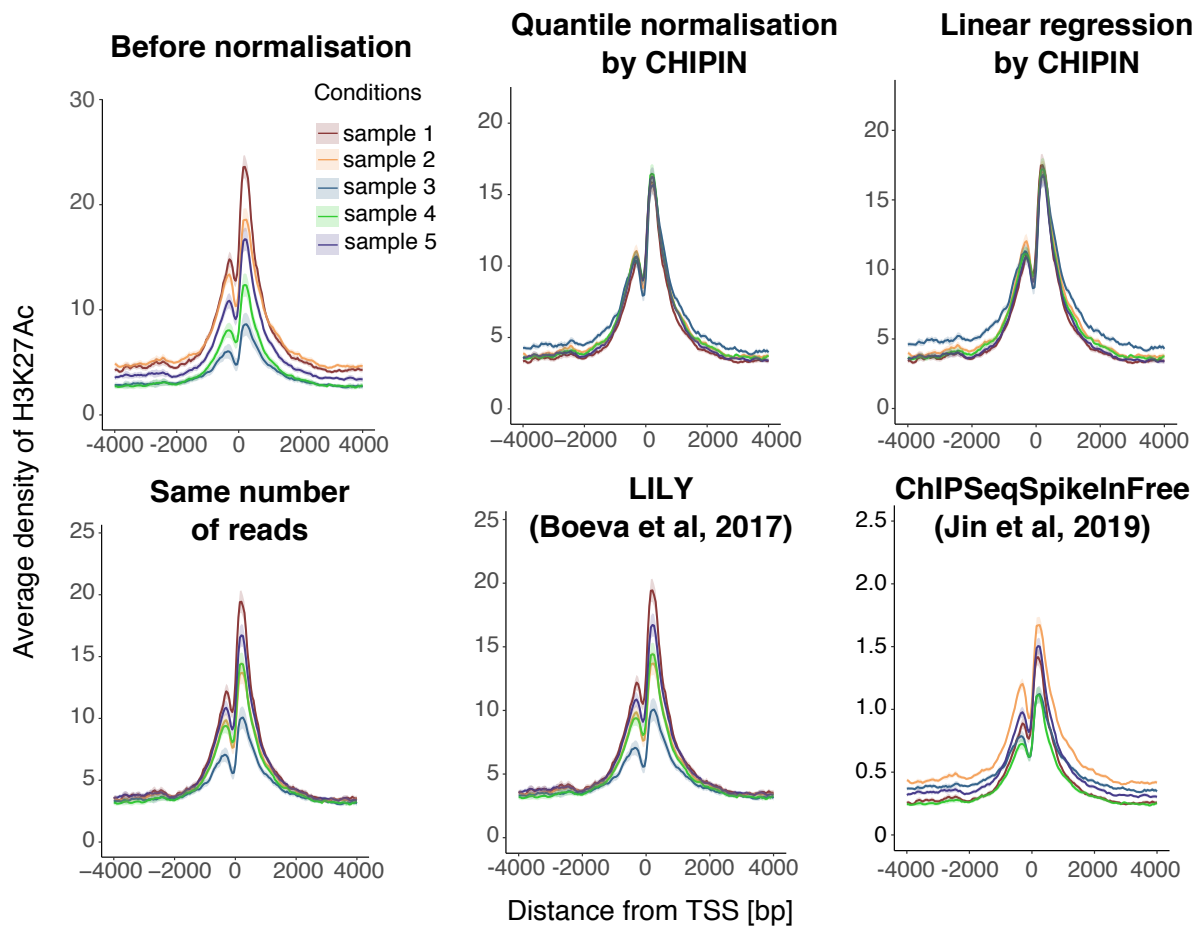 Before normalisation
Quantile normalisation
by CHIPIN
Linear regression
by CHIPIN
Conditions
sample 1
sample 2
sample 3
sample 4
sample 5
30
20
10
0
−4000 -2000 0 2000 4000
20
15
10
5
0
−4000 −2000 0 2000 4000
20
15
10
5
0
-4000 -2000 0 2000 4000
Average density of H3K27Ac
Same number
of reads
LILY
(Boeva et al, 2017)
ChIPSeqSpikeInFree
(Jin et al, 2019)
25
20
15
10
5
0
−4000 −2000 0 2000 4000
25
20
15
10
5
0
-4000 -2000 0 2000 4000
2.5
2.0
1.5
1.0
0.5
0
-4000 -2000 0 2000 4000
Distance from TSS [bp]